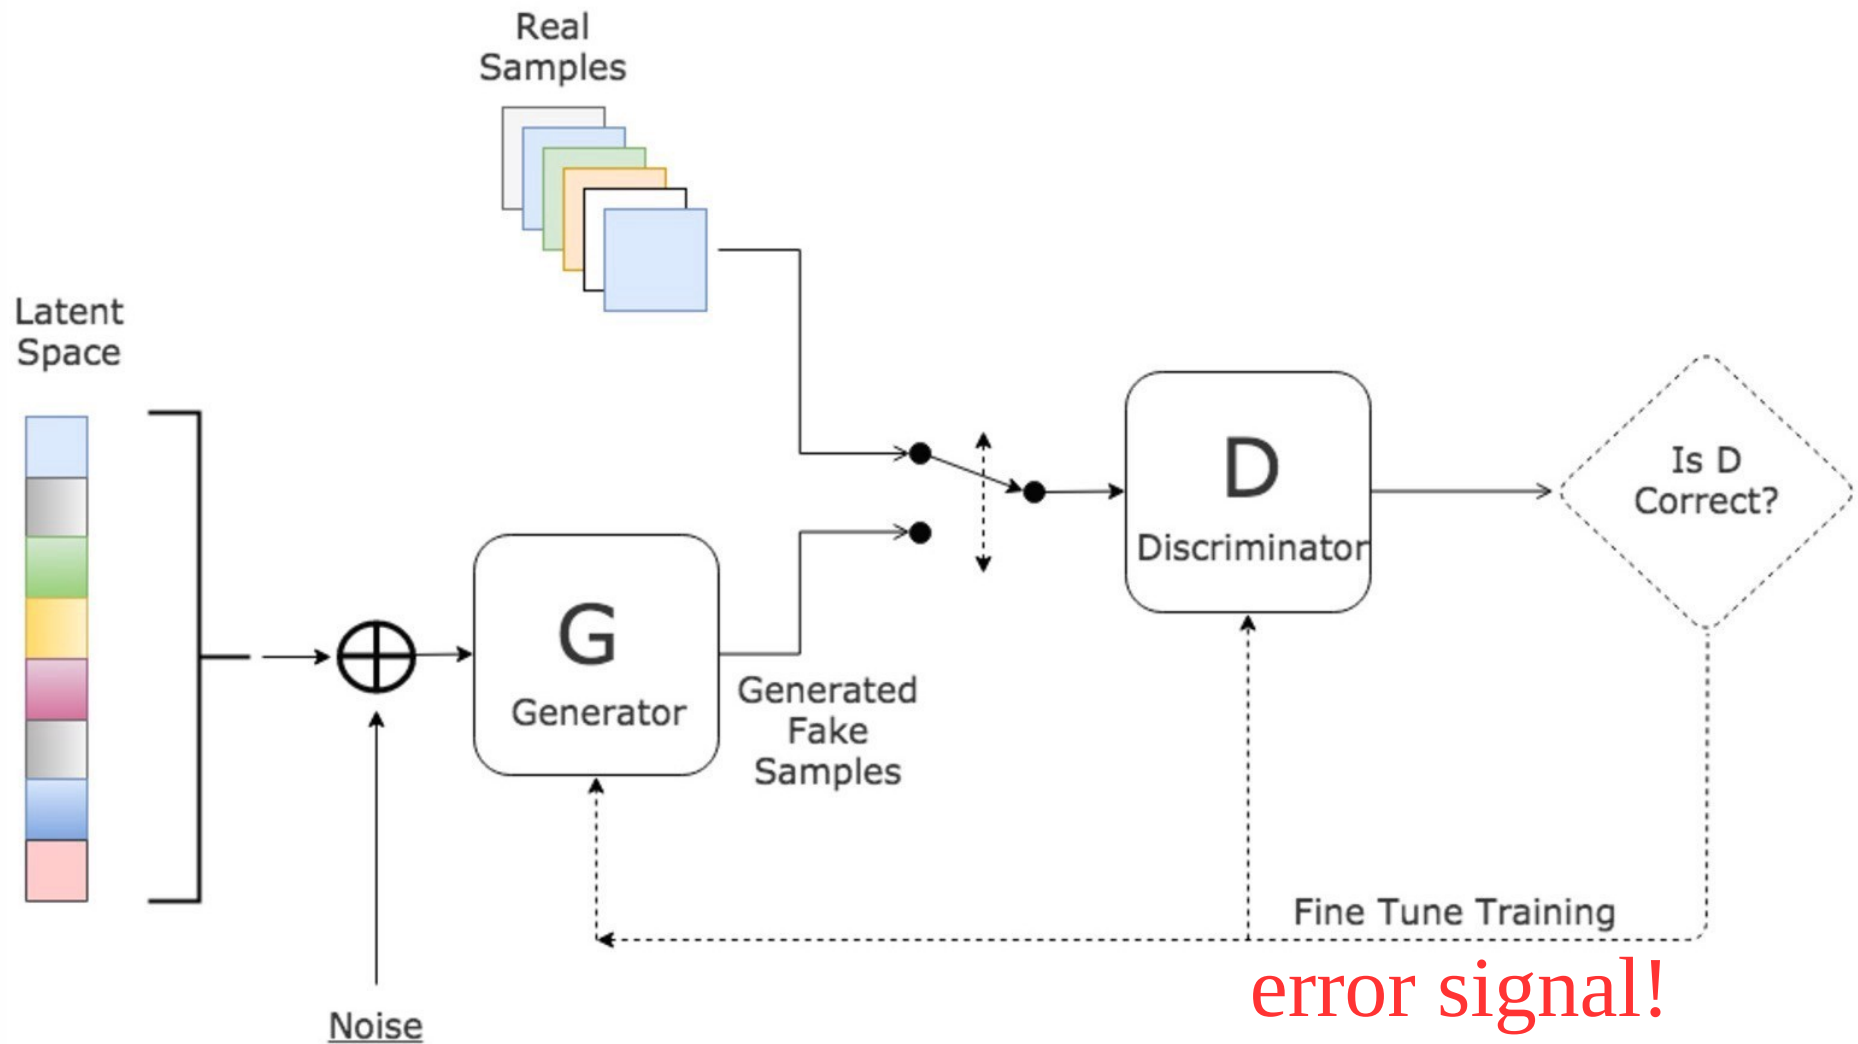 Real
Samples
Latent
Space
Is D
Correct?
D
Discriminator
G
Generator
Generated
Fake
Samples
Fine Tune Training
error signal!
Noise